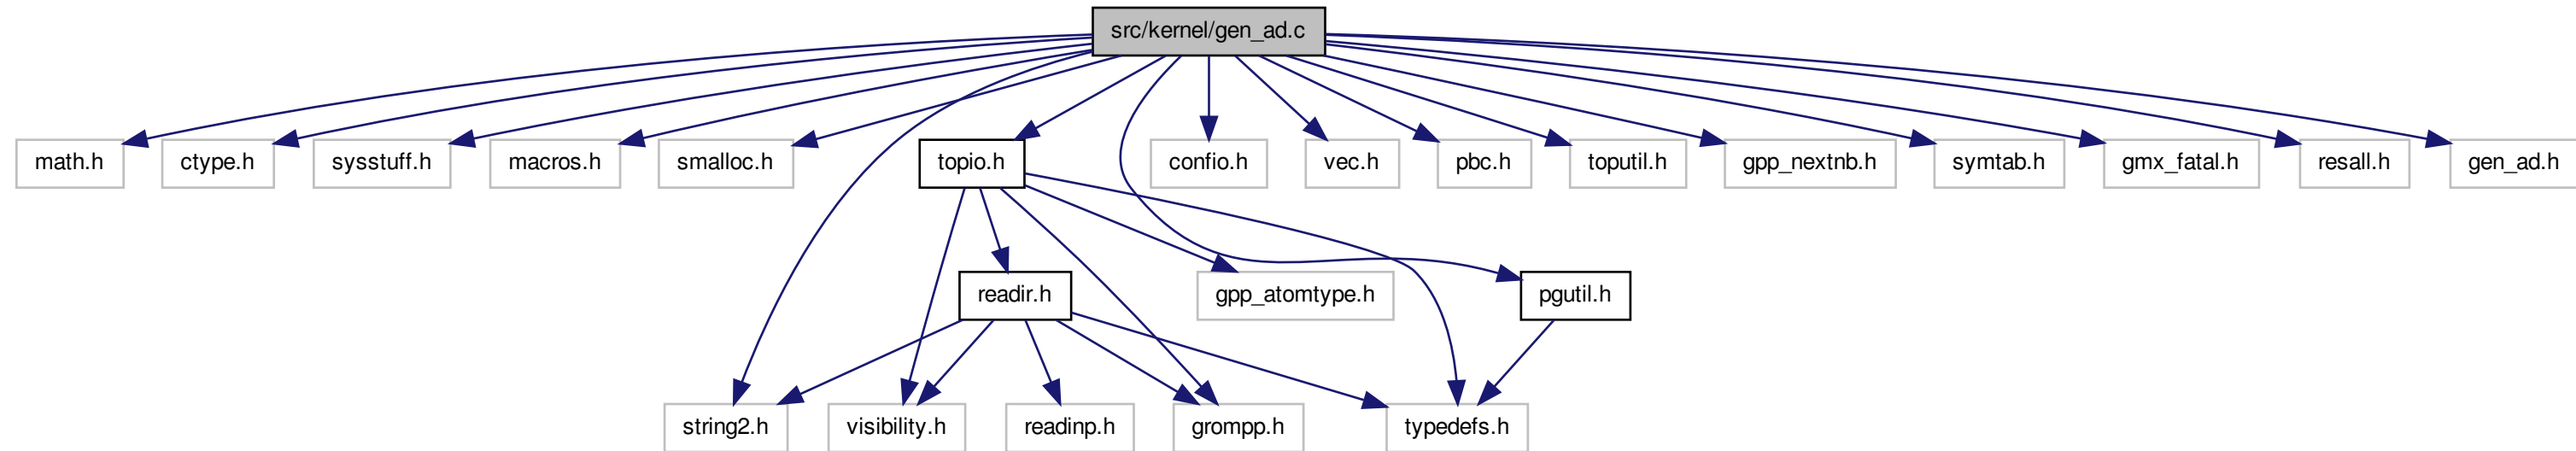 src/kernel/gen_ad.c
math.h
ctype.h
sysstuff.h
macros.h
smalloc.h
topio.h
confio.h
vec.h
pbc.h
toputil.h
gpp_nextnb.h
symtab.h
gmx_fatal.h
resall.h
gen_ad.h
readir.h
gpp_atomtype.h
pgutil.h
string2.h
visibility.h
readinp.h
grompp.h
typedefs.h